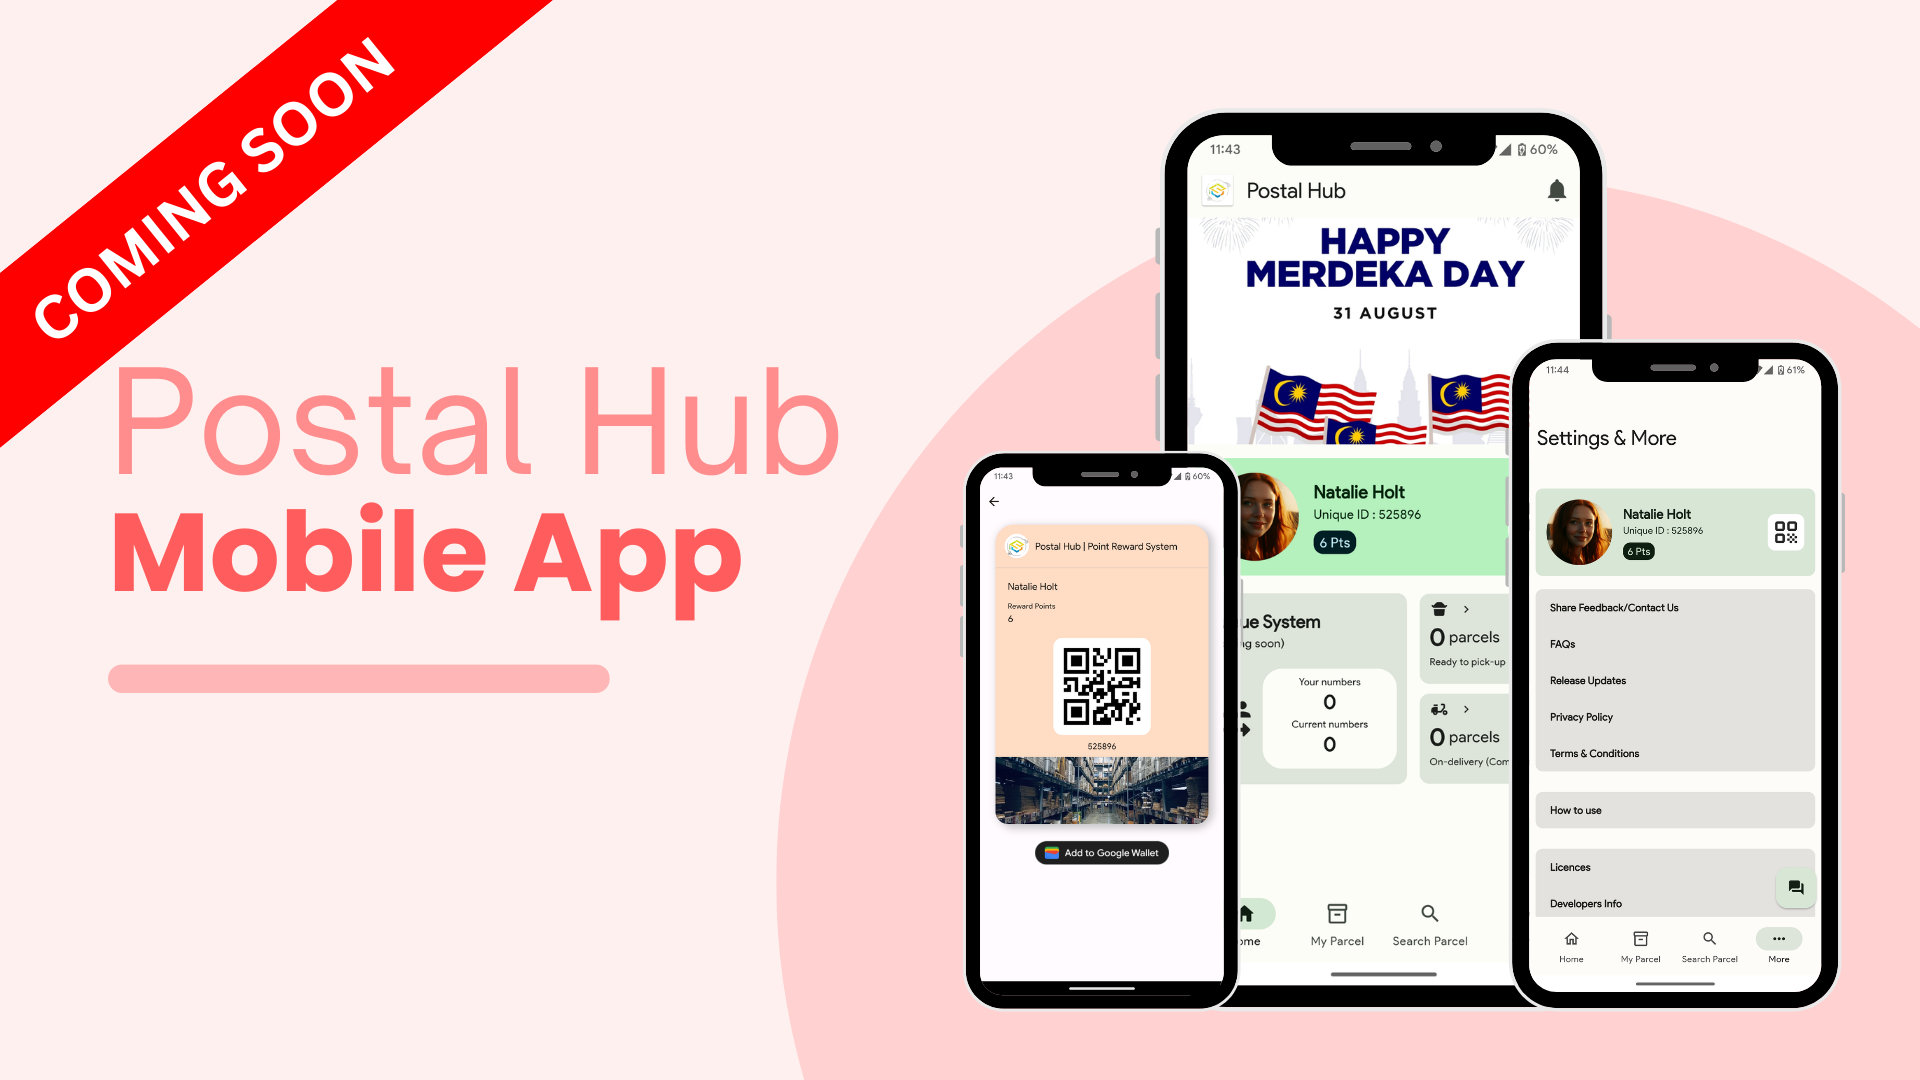 COMING SOON
Postal Hub
Mobile App
11:43
60%
Postal Hub
HAPPY
MERDEKA DAY
31 AUGUST
Natalie Holt
Unique ID : 525896
6 Pts
ue System
ng soon)
Your numbers
0
Current numbers
0
0 parcels
Ready to pick-up
0 parcels
On-delivery (Com
ome
My Parcel
Search Parcel
11:43
60%
Postal Hub | Point Reward System
Natalie Holt
Reward Points
6
525896
Add to Google Wallet
11:44
61%
Settings & More
Natalie Holt
Unique ID : 525896
6 Pts
Share Feedback/Contact Us
FAQs
Release Updates
Privacy Policy
Terms & Conditions
How to use
Licences
Developers Info
Home
My Parcel
Search Parcel
More